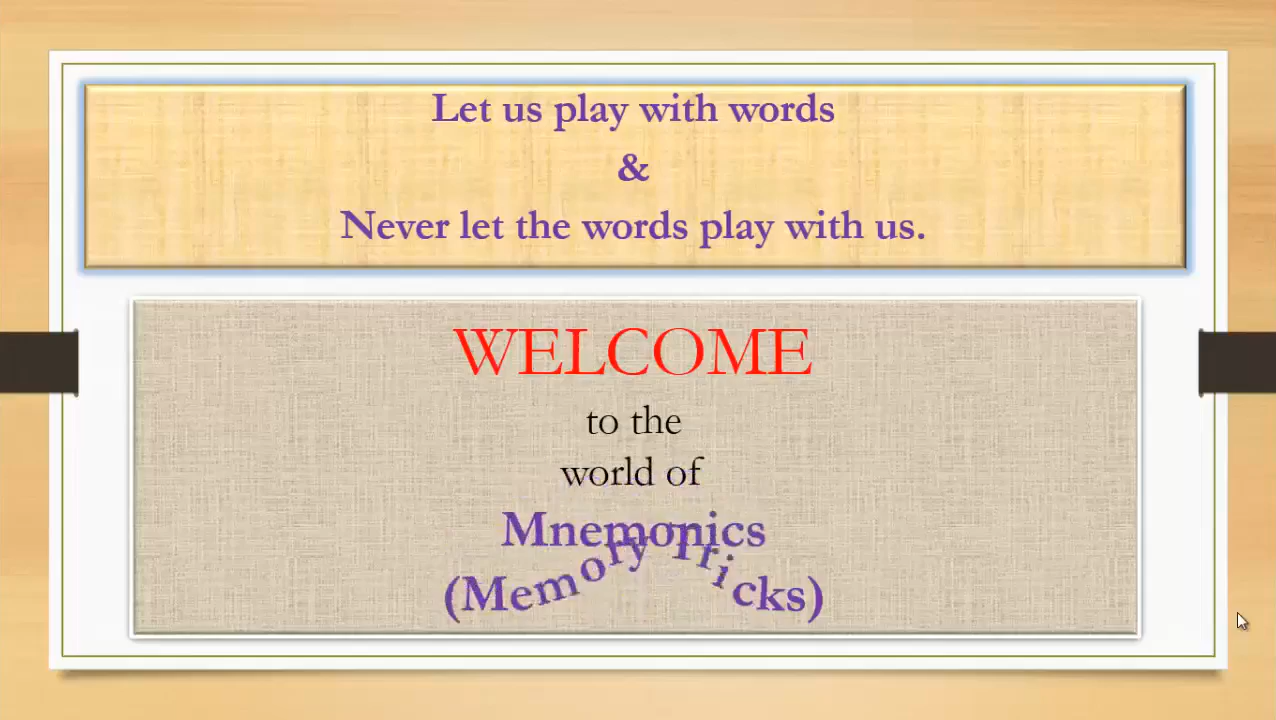 Let us play with words
&
Never let the words play with us.
WELCOME
to the
world of
Mnemonics
(Memory Tricks)